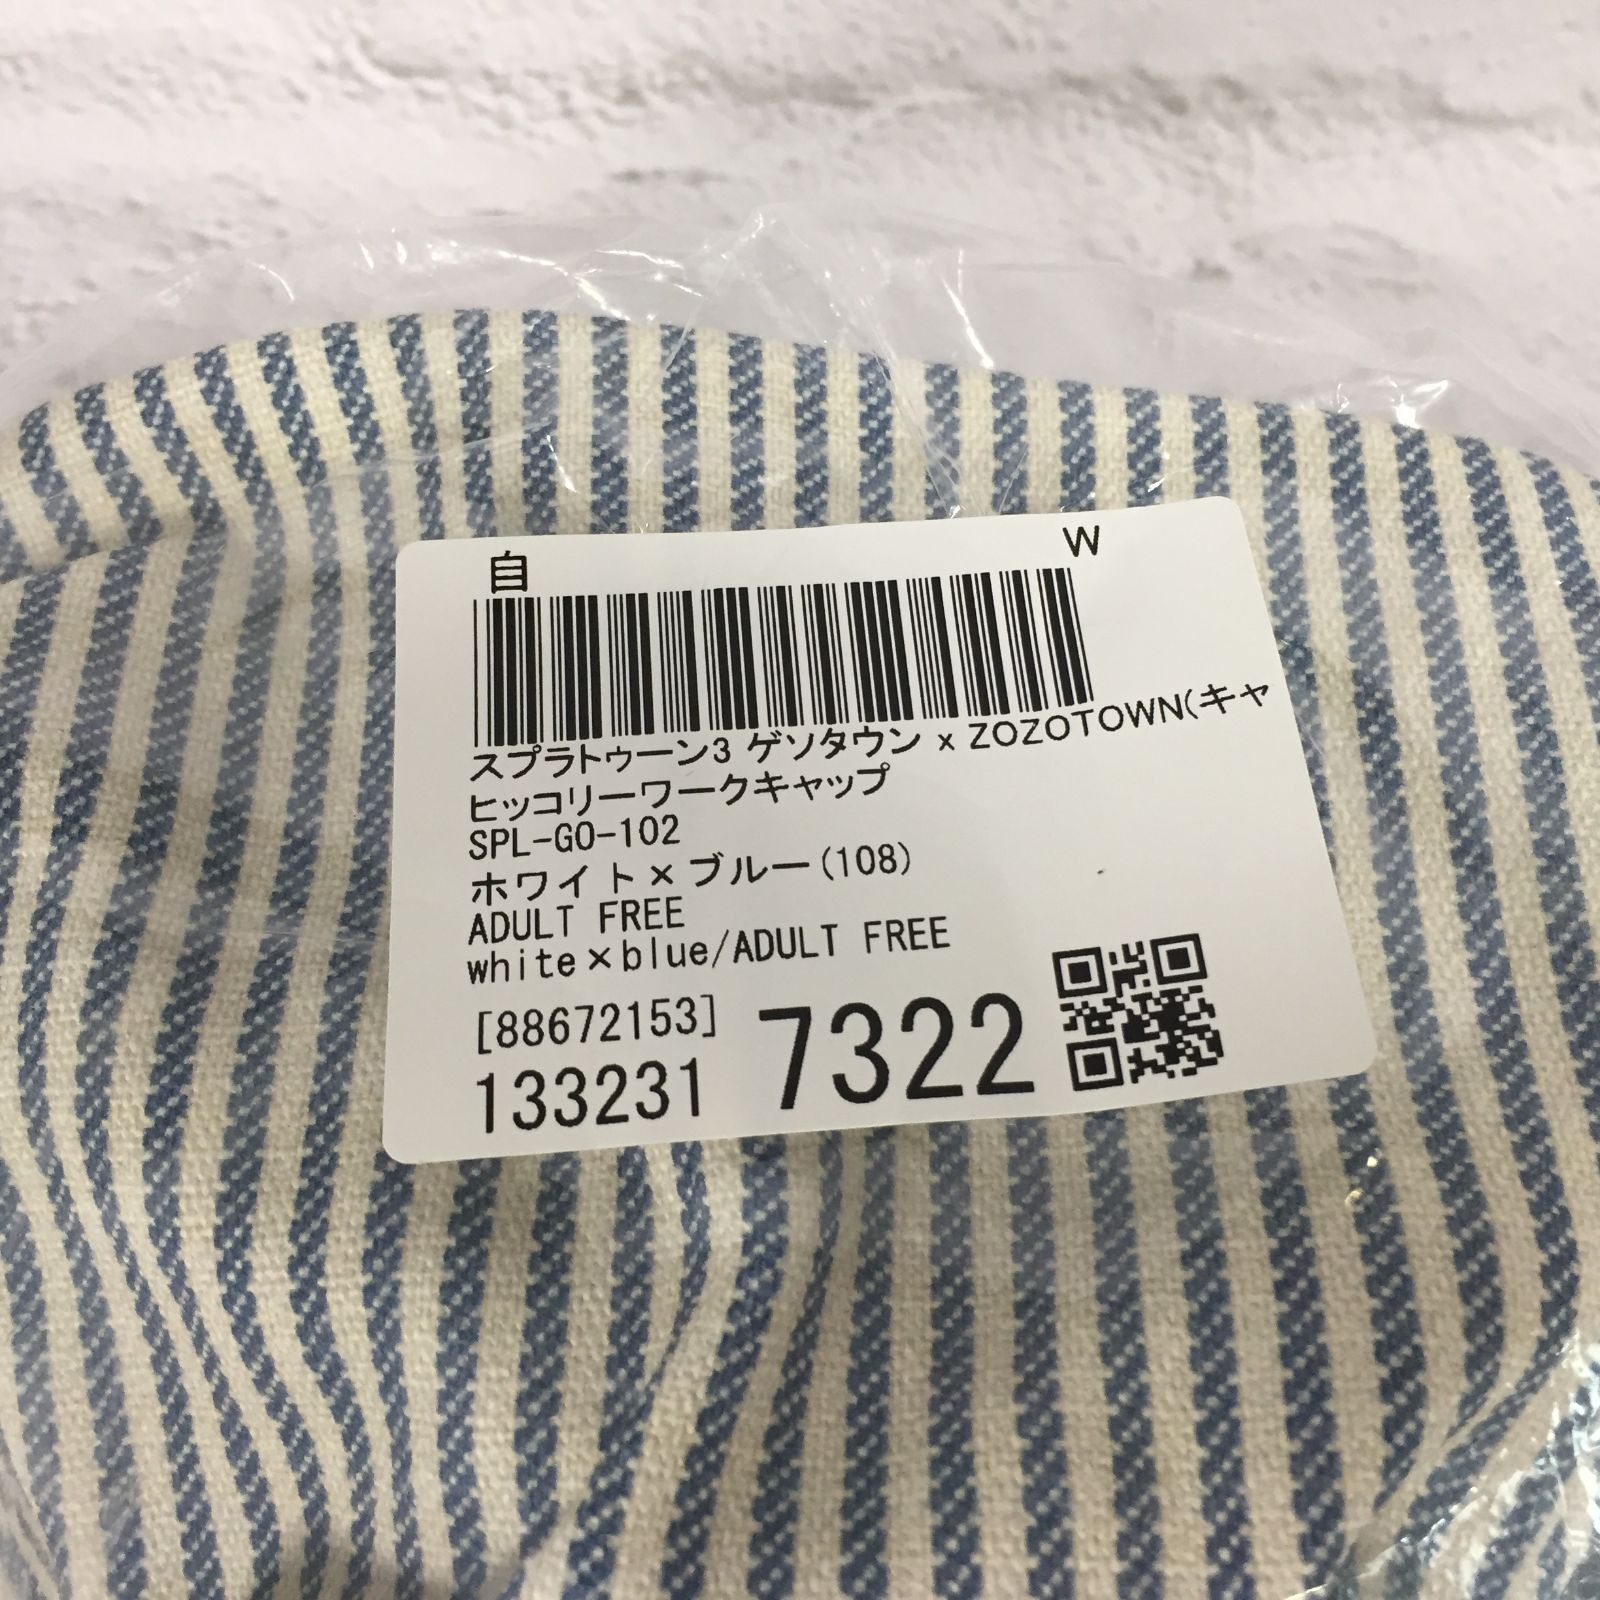 自 W
スプラトゥーン3 ゲソタウン x ZOZOTOWN(キャ
ヒッコリーワークキャップ
SPL-GO-102
ホワイト×ブルー(108)
ADULT FREE
white×blue/ADULT FREE
[88672153]
133231 7322